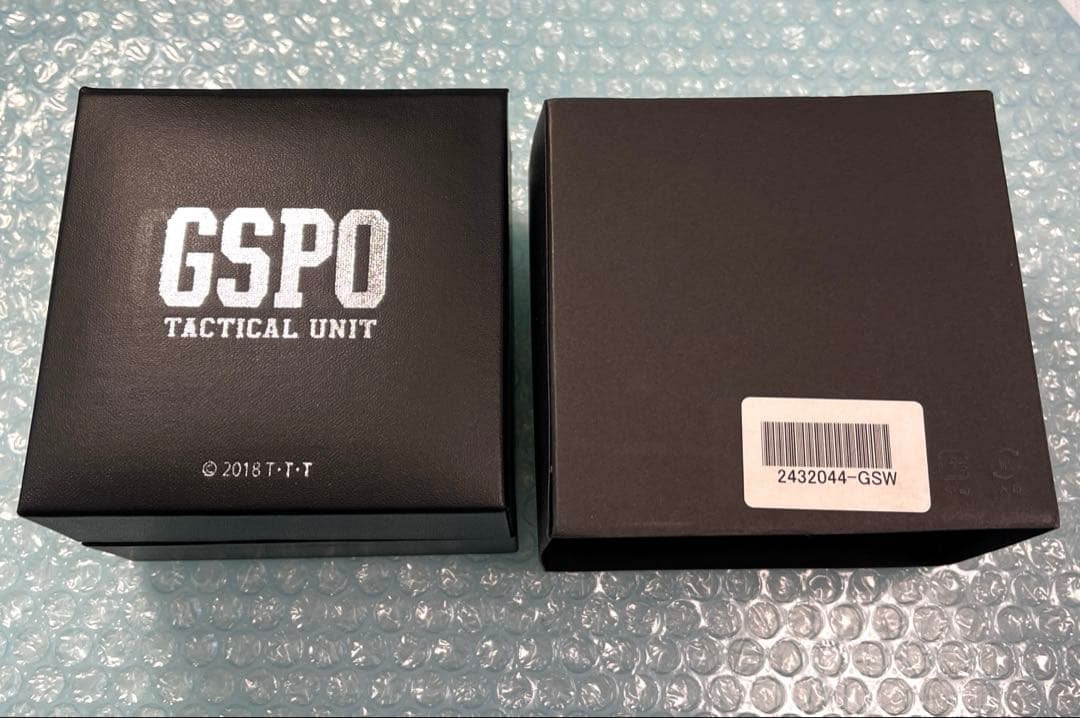 GSPO
TACTICAL UNIT
© 2018 T・T・T
2432044-GSW